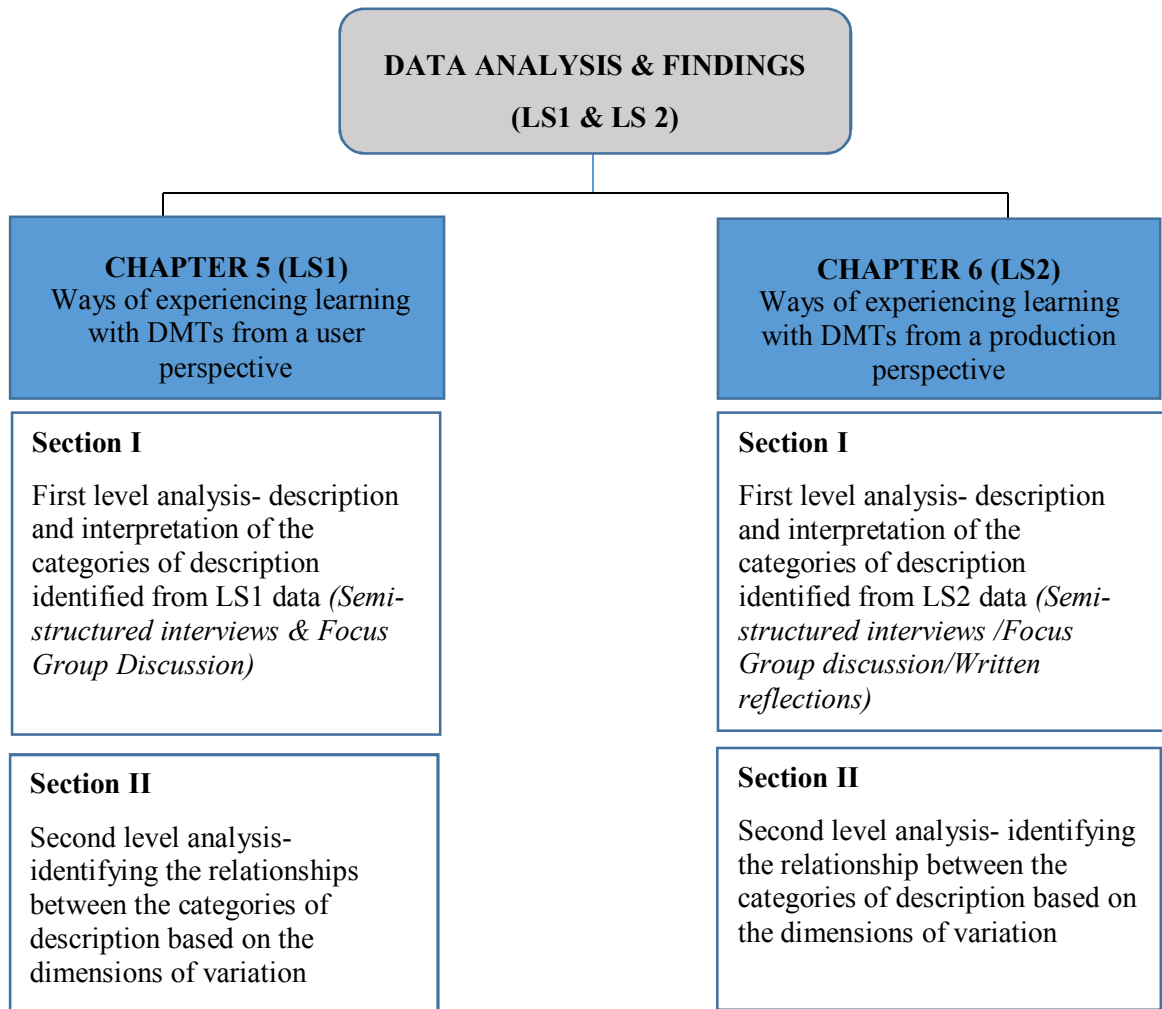 DATA ANALYSIS & FINDINGS
(LS1 & LS 2)
CHAPTER 5 (LS1)
Ways of experiencing learning
with DMTs from a user
perspective
Section I
First level analysis- description
and interpretation of the
categories of description
identified from LS1 data (Semi-
structured interviews & Focus
Group Discussion)
Section II
Second level analysis-
identifying the relationships
between the categories of
description based on the
dimensions of variation
CHAPTER 6 (LS2)
Ways of experiencing learning
with DMTs from a production
perspective
Section I
First level analysis- description
and interpretation of the
categories of description
identified from LS2 data (Semi-
structured interviews /Focus
Group discussion/Written
reflections)
Section II
Second level analysis- identifying
the relationship between the
categories of description based on
the dimensions of variation